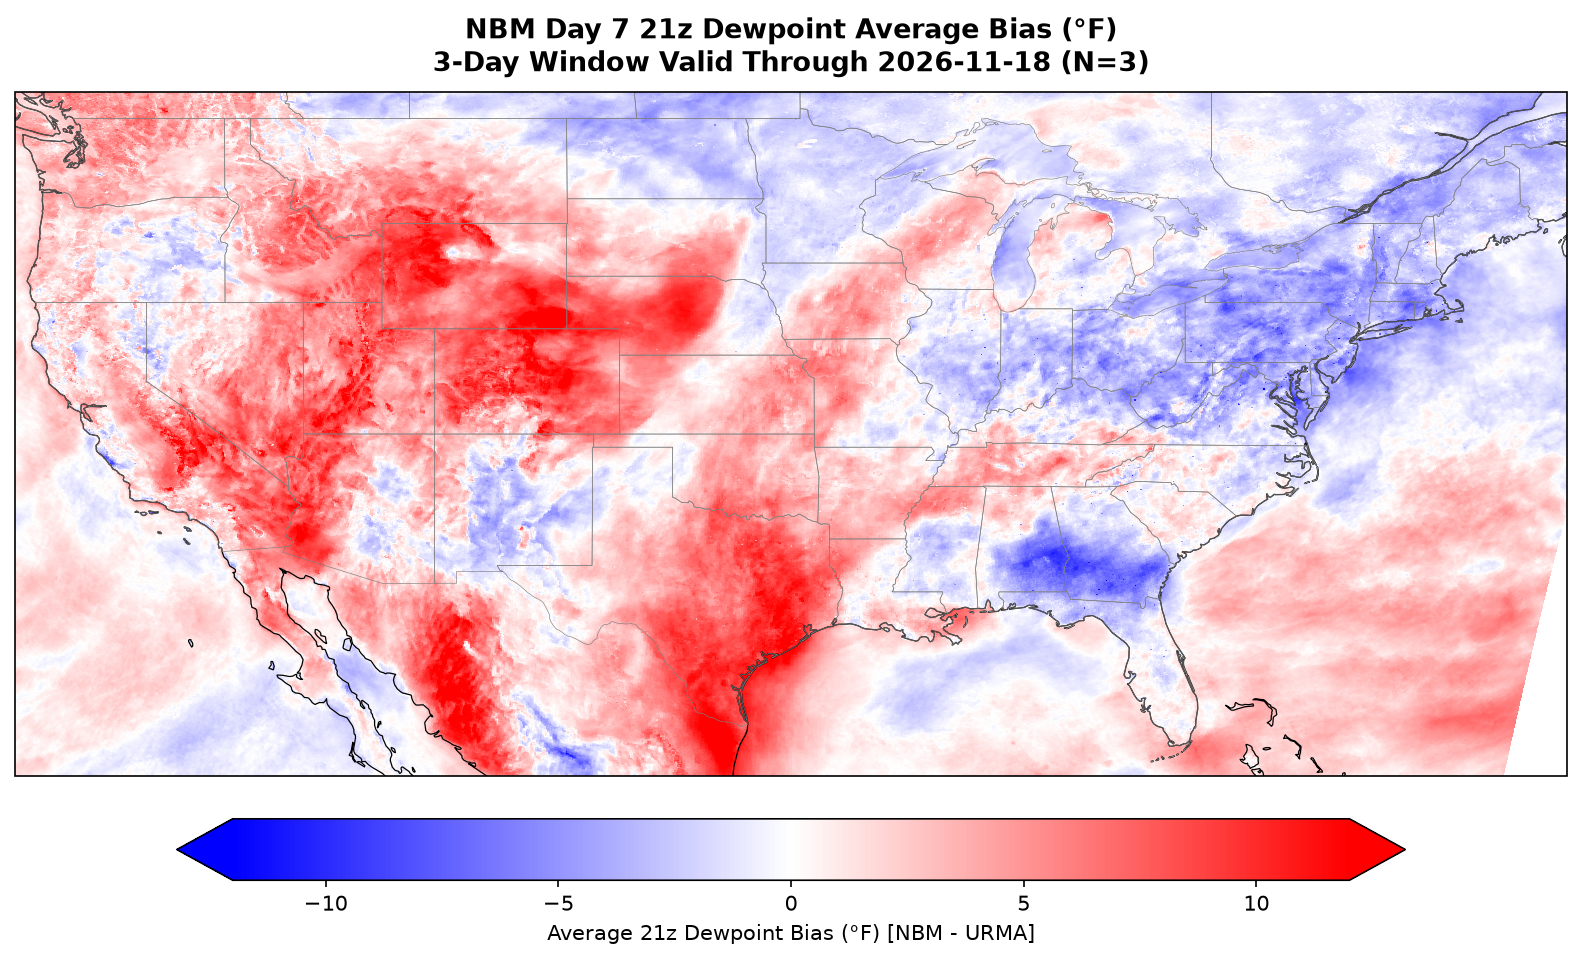 NBM Day 7 21z Dewpoint Average Bias (°F)
3-Day Window Valid Through 2026-11-18 (N=3)
−10 −5 0 5 10
Average 21z Dewpoint Bias (°F) [NBM - URMA]